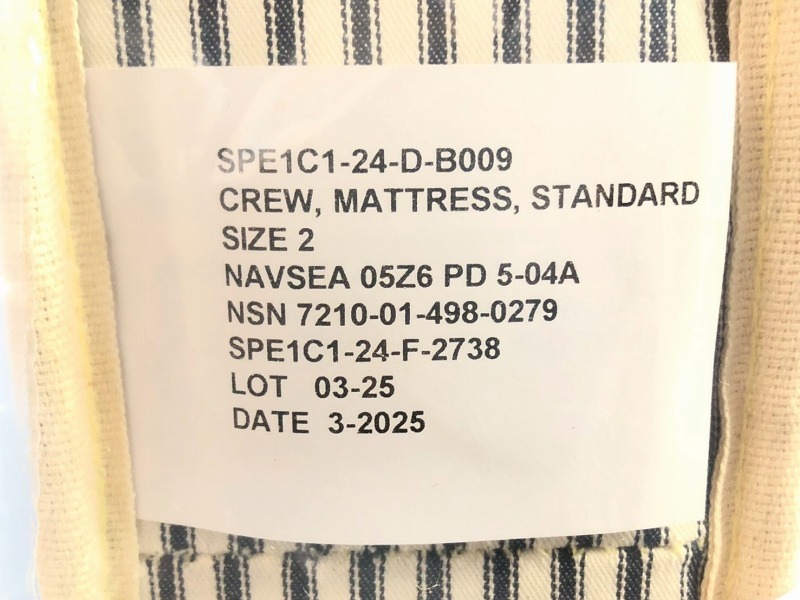 SPE1C1-24-D-B009
CREW, MATTRESS, STANDARD
SIZE 2
NAVSEA 05Z6 PD 5-04A
NSN 7210-01-498-0279
SPE1C1-24-F-2738
LOT 03-25
DATE 3-2025